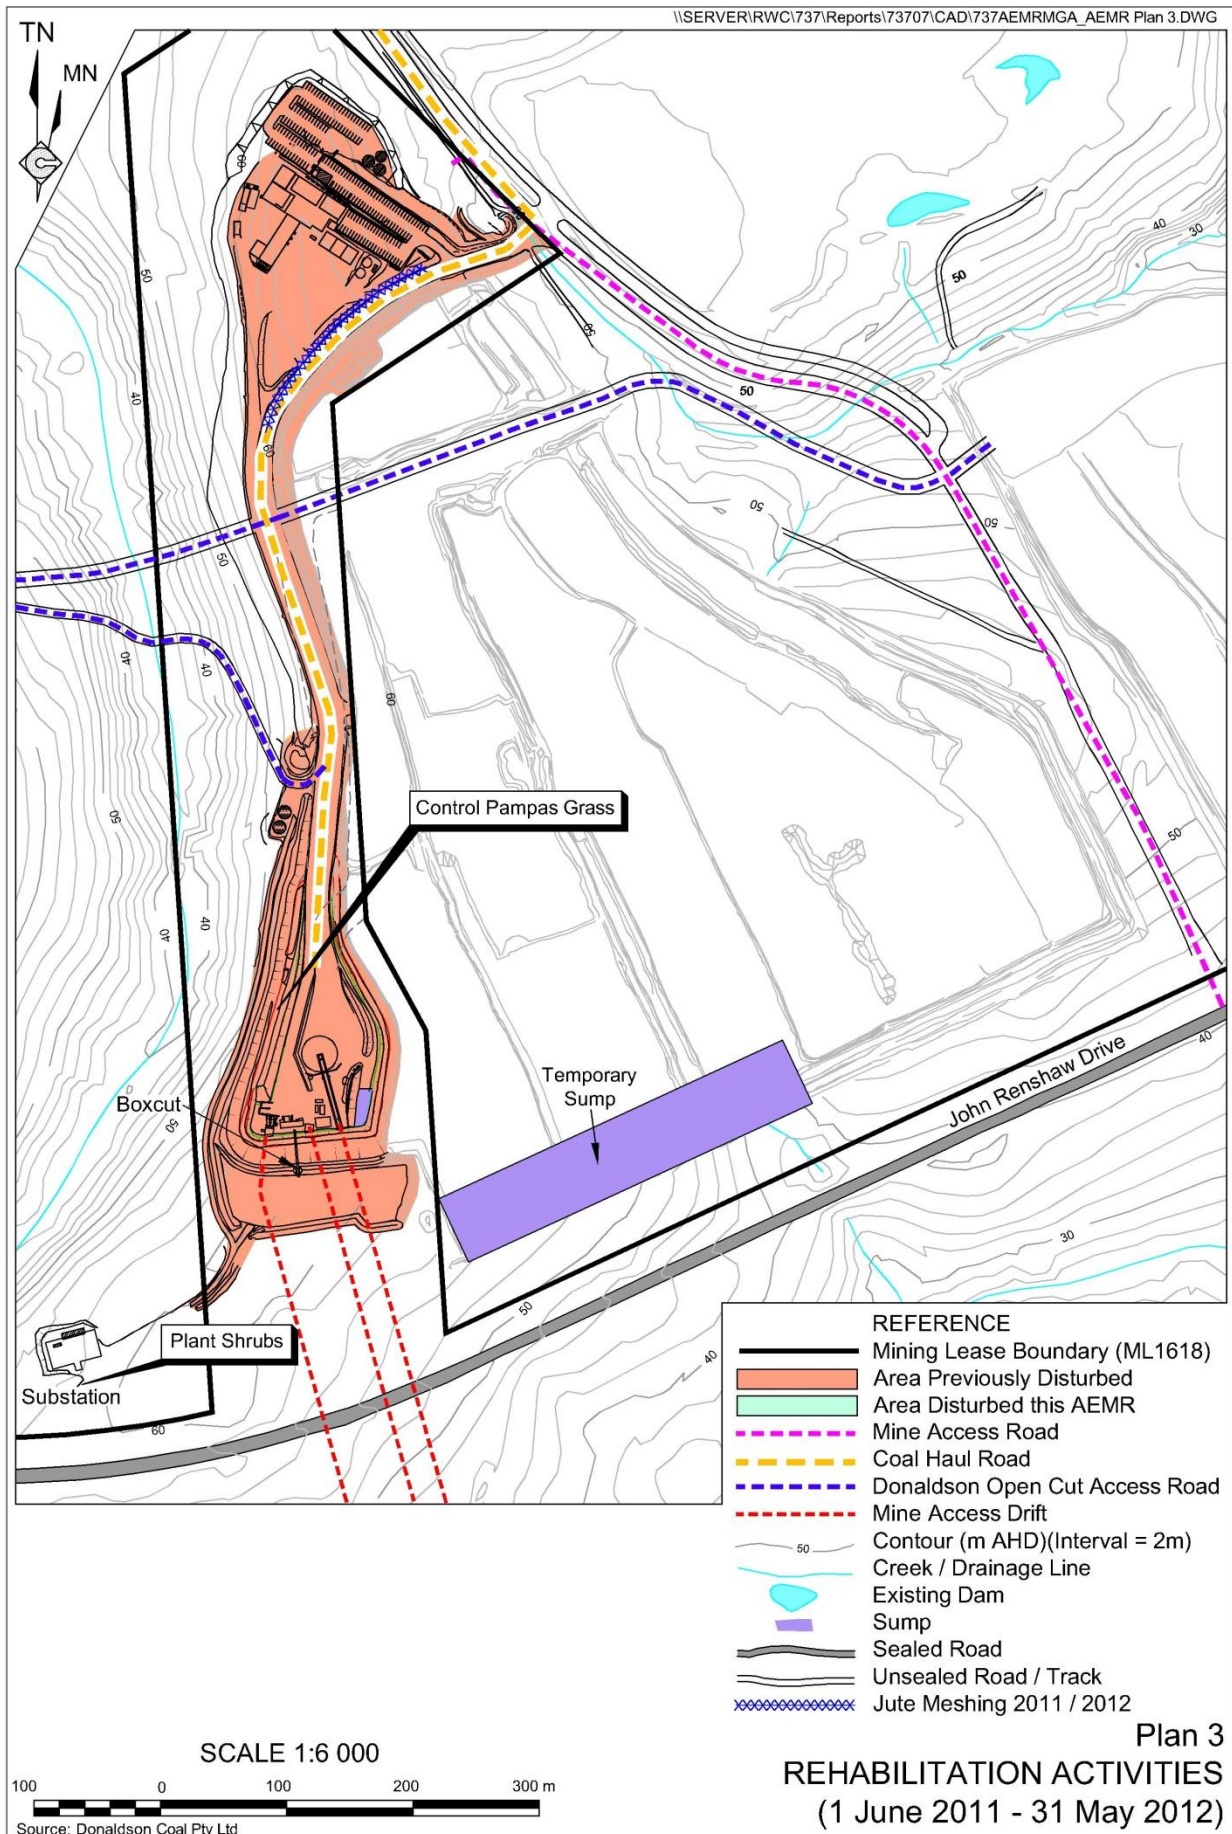 \\SERVER\RWC\737\Reports\73707\CAD\737AEMRMGA_AEMR Plan 3.DWG
TN
MN
60
50
40
30
50
50
40
50
60
50
50
50
50
40
40
60
50
50
40
40
40
Control Pampas Grass
Boxcut
50
Temporary
Sump
John Renshaw Drive
40
30
50
40
Plant Shrubs
Substation
60
REFERENCE
Mining Lease Boundary (ML1618)
Area Previously Disturbed
Area Disturbed this AEMR
Mine Access Road
Coal Haul Road
Donaldson Open Cut Access Road
Mine Access Drift
50
Contour (m AHD)(Interval = 2m)
Creek / Drainage Line
Existing Dam
Sump
Sealed Road
Unsealed Road / Track
Jute Meshing 2011 / 2012
Plan 3
REHABILITATION ACTIVITIES
(1 June 2011 - 31 May 2012)
SCALE 1:6 000
100 0 100 200 300 m
Source: Donaldson Coal Pty Ltd